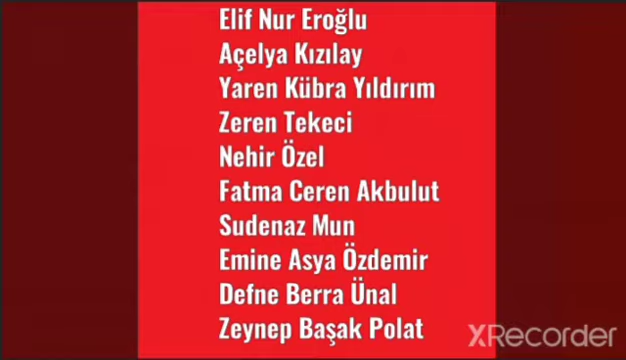 Elif Nur Eroğlu
Açelya Kızılay
Yaren Kübra Yıldırım
Zeren Tekeci
Nehir Özel
Fatma Ceren Akbulut
Sudenaz Mun
Emine Asya Özdemir
Defne Berra Ünal
Zeynep Başak Polat
XRecorder